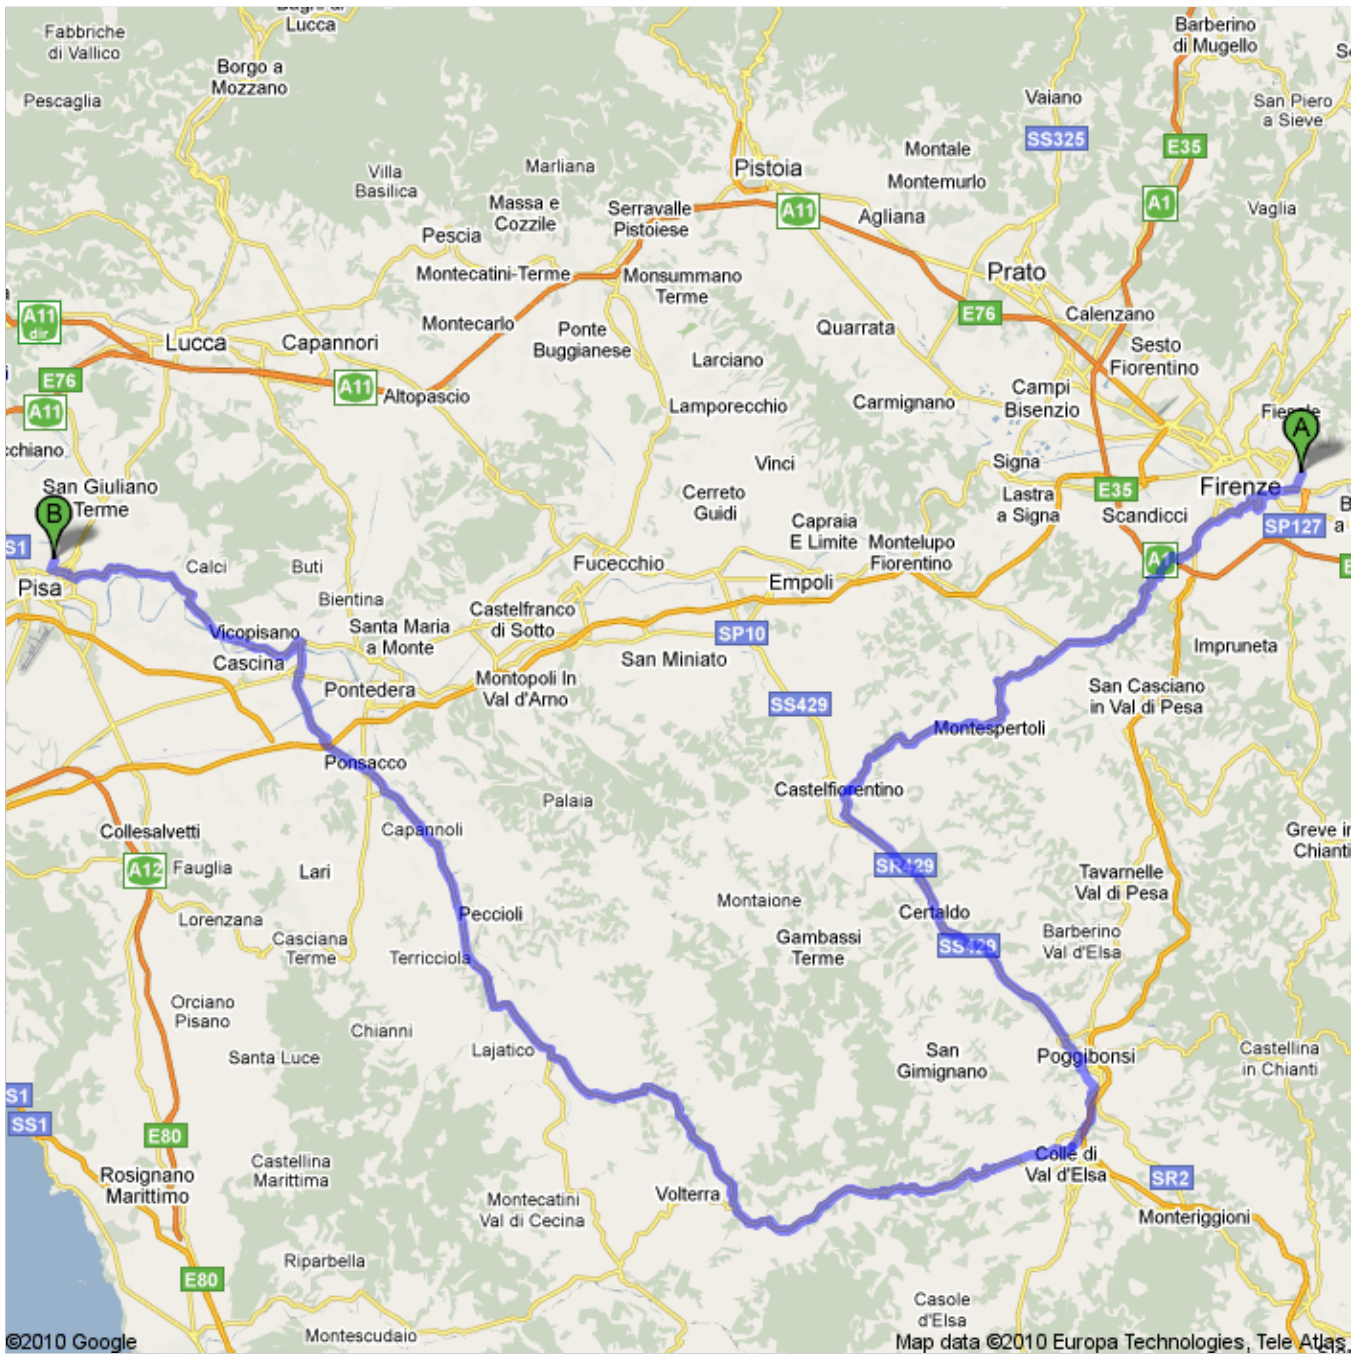 Bagni di
Lucca
Fabbriche
di Vallico
Borgo a
Mozzano
Pescaglia
Barberino
di Mugello
Vaiano
San Piero
a Sieve
SS325
E35
Montale
Montemurlo
Pistoia
Marliana
Villa
Basilica
Massa e
Cozzile
Serravalle
Pistoiese
A11
Agliana
A1
Vaglia
Pescia
Montecatini-Terme
Monsummano
Terme
Prato
E76
Calenzano
A11
dir
Lucca
Capannori
Montecarlo
Ponte
Buggianese
Quarrata
Sesto
Fiorentino
Larciano
E76
A11
Altopascio
A11
Campi
Bisenzio
Carmignano
Lamporecchio
Fiesole
A
cchiano
Vinci
Signa
San Giuliano
Terme
Cerreto
Guidi
E35
Firenze
Lastra
a Signa
Scandicci
B
S1
Capraia
E Limite
Montelupo
Fiorentino
SP127
Calci
Buti
Fucecchio
Empoli
Pisa
Bientina
Castelfranco
di Sotto
Vicopisano
Santa Maria
a Monte
SP10
Cascina
San Miniato
Impruneta
Pontedera
Montopoli In
Val d'Arno
San Casciano
in Val di Pesa
SS429
Montespertoli
Ponsacco
Castelfiorentino
Palaia
Collesalvetti
Capannoli
Greve in
Chianti
A12
Fauglia
Lari
SR429
Tavarnelle
Val di Pesa
Montaione
Lorenzana
Peccioli
Certaldo
Casciana
Terme
Terricciola
Gambassi
Terme
SS429
Barberino
Val d'Elsa
Orciano
Pisano
Chianni
Santa Luce
Lajatico
San
Gimignano
Poggibonsi
Castellina
in Chianti
S1
SS1
E80
Castellina
Marittima
Colle di
Val d'Elsa
Rosignano
Marittimo
SR2
Volterra
Montecatini
Val di Cecina
Monteriggioni
Riparbella
E80
Casole
d'Elsa
Montescudaio
©2010 Google
Map data ©2010 Europa Technologies, Tele Atlas